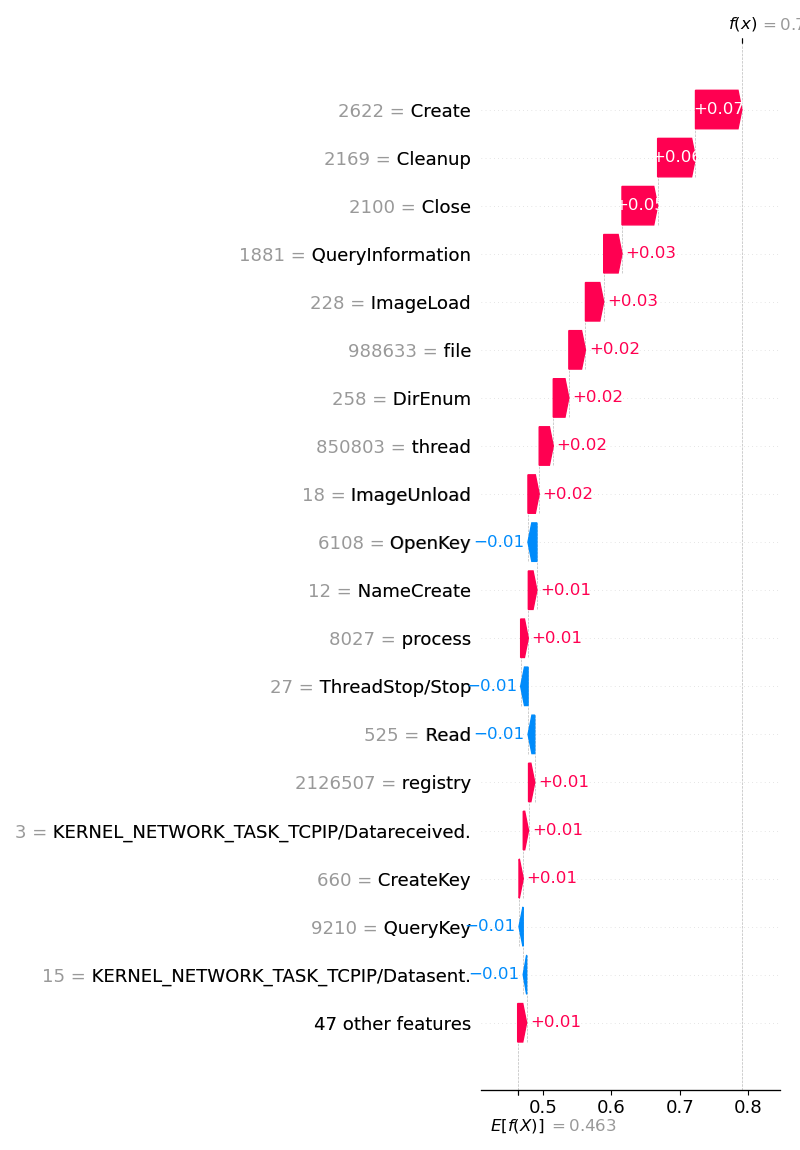 f(x) = 0.7
2622 = Create +0.07
2169 = Cleanup +0.06
2100 = Close +0.05
1881 = QueryInformation +0.03
228 = ImageLoad +0.03
988633 = file +0.02
258 = DirEnum +0.02
850803 = thread +0.02
18 = ImageUnload +0.02
6108 = OpenKey −0.01
12 = NameCreate +0.01
8027 = process +0.01
27 = ThreadStop/Stop −0.01
525 = Read −0.01
2126507 = registry +0.01
3 = KERNEL_NETWORK_TASK_TCPIP/Datareceived. +0.01
660 = CreateKey +0.01
9210 = QueryKey −0.01
15 = KERNEL_NETWORK_TASK_TCPIP/Datasent. −0.01
47 other features +0.01
0.5 0.6 0.7 0.8
E[f(X)] = 0.463